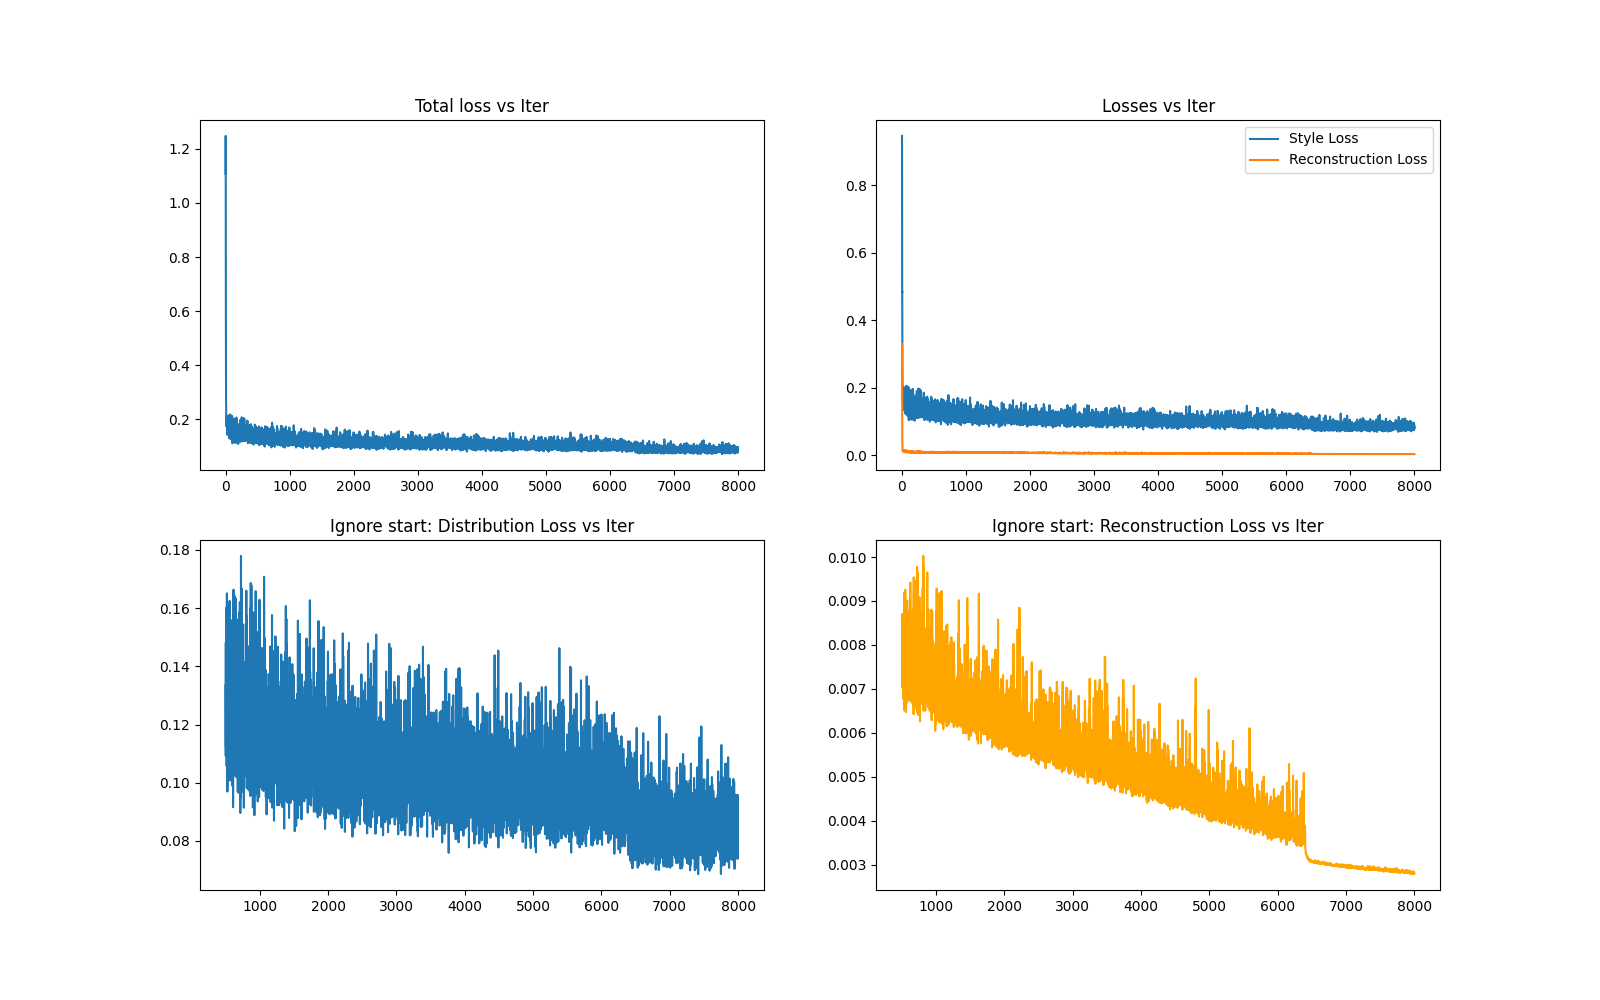 Total loss vs Iter
1.2
1.0
0.8
0.6
0.4
0.2
0 1000 2000 3000 4000 5000 6000 7000 8000
Losses vs Iter
Style Loss
Reconstruction Loss
0.8
0.6
0.4
0.2
0.0
0 1000 2000 3000 4000 5000 6000 7000 8000
Ignore start: Distribution Loss vs Iter
0.18
0.16
0.14
0.12
0.10
0.08
1000 2000 3000 4000 5000 6000 7000 8000
Ignore start: Reconstruction Loss vs Iter
0.010
0.009
0.008
0.007
0.006
0.005
0.004
0.003
1000 2000 3000 4000 5000 6000 7000 8000